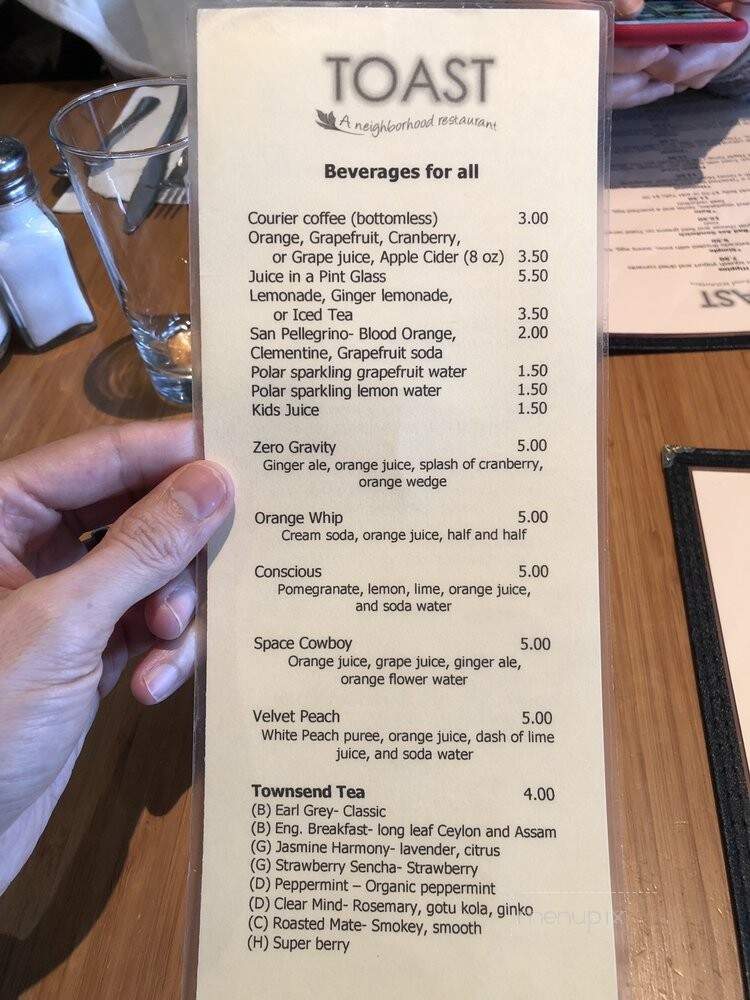 TOAST
A neighborhood restaurant
Beverages for all
Courier coffee (bottomless) 3.00
Orange, Grapefruit, Cranberry,
or Grape juice, Apple Cider (8 oz) 3.50
Juice in a Pint Glass 5.50
Lemonade, Ginger lemonade,
or Iced Tea 3.50
San Pellegrino- Blood Orange, 2.00
Clementine, Grapefruit soda
Polar sparkling grapefruit water 1.50
Polar sparkling lemon water 1.50
Kids Juice 1.50
Zero Gravity 5.00
Ginger ale, orange juice, splash of cranberry,
orange wedge
Orange Whip 5.00
Cream soda, orange juice, half and half
Conscious 5.00
Pomegranate, lemon, lime, orange juice,
and soda water
Space Cowboy 5.00
Orange juice, grape juice, ginger ale,
orange flower water
Velvet Peach 5.00
White Peach puree, orange juice, dash of lime
juice, and soda water
Townsend Tea 4.00
(B) Earl Grey- Classic
(B) Eng. Breakfast- long leaf Ceylon and Assam
(G) Jasmine Harmony- lavender, citrus
(G) Strawberry Sencha- Strawberry
(D) Peppermint – Organic peppermint
(D) Clear Mind- Rosemary, gotu kola, ginko
(C) Roasted Mate- Smokey, smooth
(H) Super berry
menupix